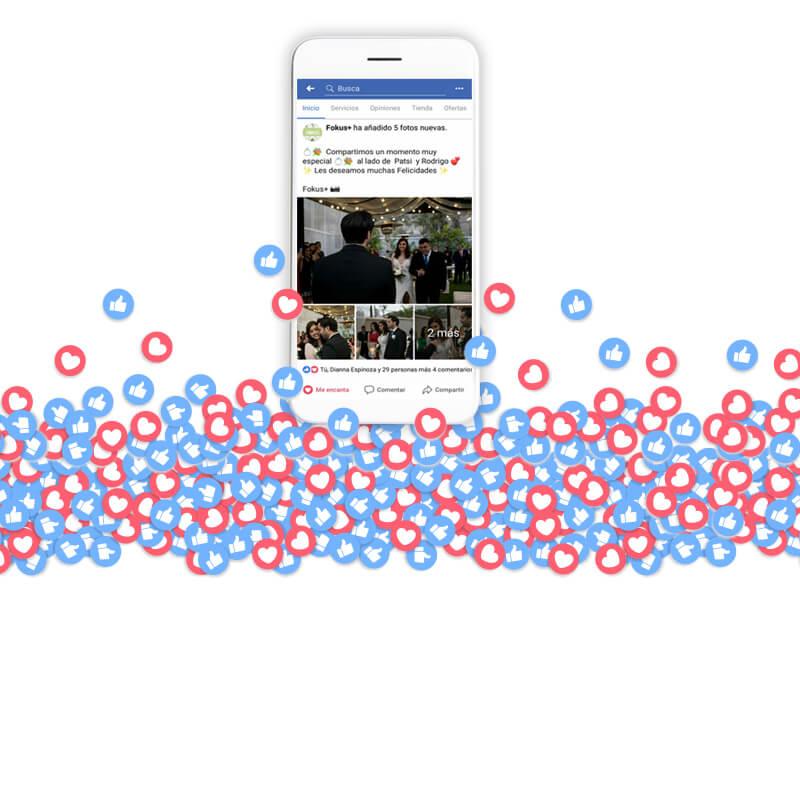 Busca
Inicio Servicios Opiniones Tienda Ofertas
Fokus+ ha añadido 5 fotos nuevas.
Compartimos un momento muy
especial al lado de Patsi y Rodrigo
Les deseamos muchas Felicidades
Fokus+
2 más
Tú, Dianna Espinoza y 29 personas más 4 comentarios
Me encanta Comentar Compartir